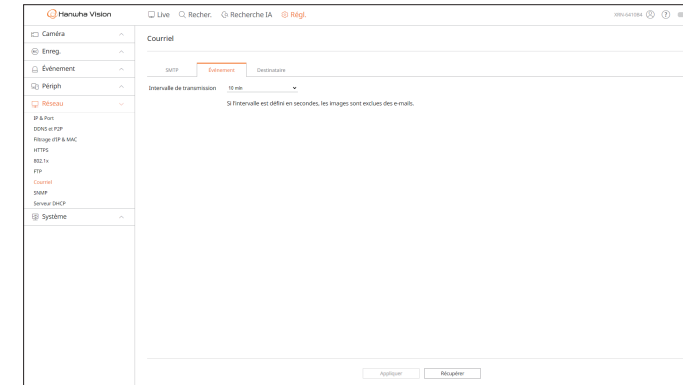 Hanwha Vision
Live Recher. Recherche IA Régl.
Caméra
Enreg.
Événement
Périph
Réseau
IP & Port
DDNS et P2P
Filtrage d'IP & MAC
HTTPS
802.1x
FTP
Courriel
SNMP
Serveur DHCP
Système
Courriel
SMTP Événement Destinataire
Intervalle de transmission 10 min
Si l'intervalle est défini en secondes, les images sont exclues des e-mails.
Appliquer Récupérer